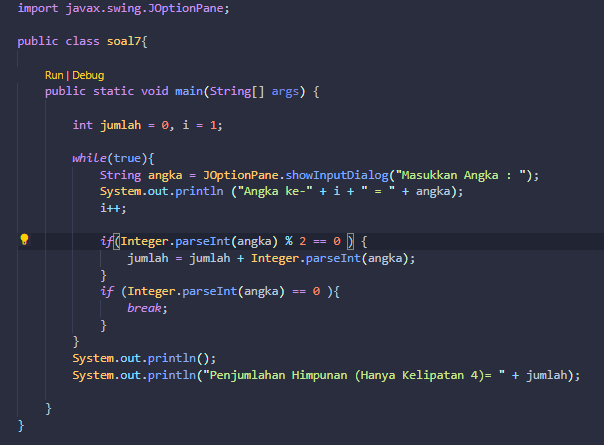 import javax.swing.JOptionPane;
public class soal7{
Run | Debug
public static void main(String[] args) {
int jumlah = 0, i = 1;
while(true){
String angka = JOptionPane.showInputDialog("Masukkan Angka : ");
System.out.println ("Angka ke-" + i + " = " + angka);
i++;
if(Integer.parseInt(angka) % 2 == 0 ) {
jumlah = jumlah + Integer.parseInt(angka);
}
if (Integer.parseInt(angka) == 0 ){
break;
}
}
System.out.println();
System.out.println("Penjumlahan Himpunan (Hanya Kelipatan 4)= " + jumlah);
}
}